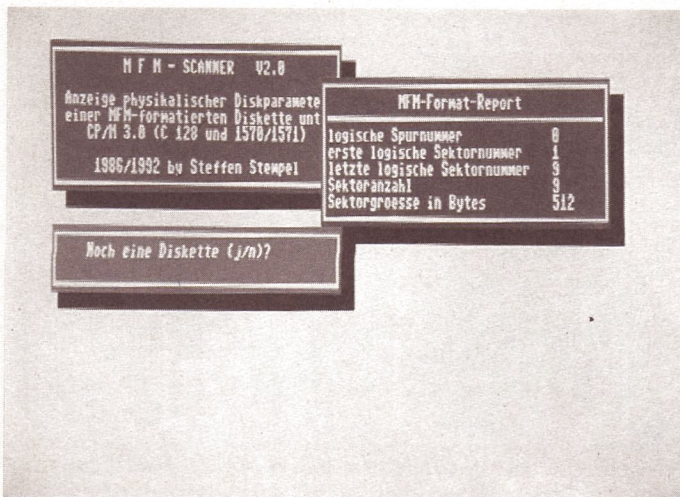 MFM-SCANNER V2.0
Anzeige physikalischer Diskparamete
einer MFM-formatierten Diskette unt
CP/M 3.0 (C 128 und 1570/1571)
1986/1992 by Steffen Stempel
MFM-Format-Report
logische Spurnummer 0
erste logische Sektornummer 1
letzte logische Sektornummer 9
Sektoranzahl 9
Sektorgroesse in Bytes 512
Noch eine Diskette (j/n)?